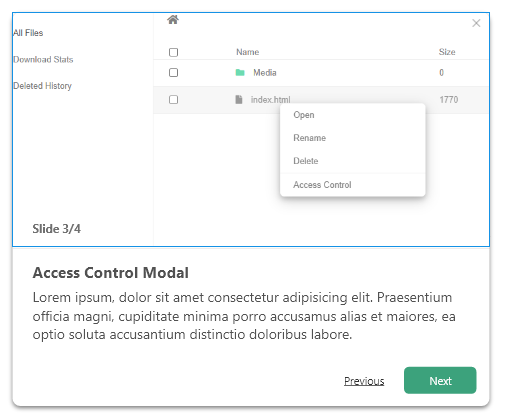 All Files
Download Stats
Deleted History
Name Size
Media 0
index.html 1770
Open
Rename
Delete
Access Control
Slide 3/4
Access Control Modal
Lorem ipsum, dolor sit amet consectetur adipisicing elit. Praesentium
officia magni, cupiditate minima porro accusamus alias et maiores, ea
optio soluta accusantium distinctio doloribus labore.
Previous Next